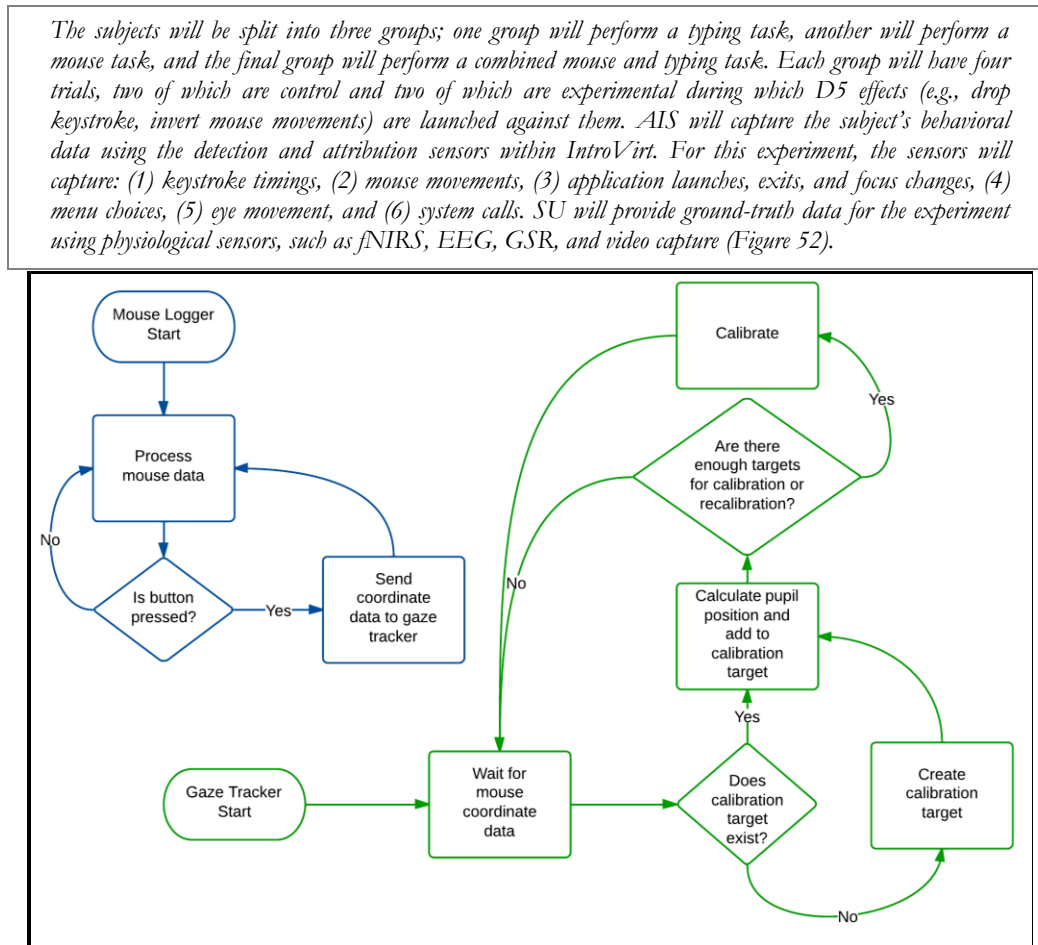 The subjects will be split into three groups; one group will perform a typing task, another will perform a
mouse task, and the final group will perform a combined mouse and typing task. Each group will have four
trials, two of which are control and two of which are experimental during which D5 effects (e.g., drop
keystroke, invert mouse movements) are launched against them. AIS will capture the subject's behavioral
data using the detection and attribution sensors within IntroVirt. For this experiment, the sensors will
capture: (1) keystroke timings, (2) mouse movements, (3) application launches, exits, and focus changes, (4)
menu choices, (5) eye movement, and (6) system calls. SU will provide ground-truth data for the experiment
using physiological sensors, such as fNIRS, EEG, GSR, and video capture (Figure 52).
Mouse Logger
Start
Process
mouse data
No
Is button
pressed?
Yes
Send
coordinate
data to gaze
tracker
Calibrate
Yes
Are there
enough targets
for calibration or
recalibration?
No
Calculate pupil
position and
add to
calibration
target
Yes
Gaze Tracker
Start
Wait for
mouse
coordinate
data
Does
calibration
target
exist?
Create
calibration
target
No